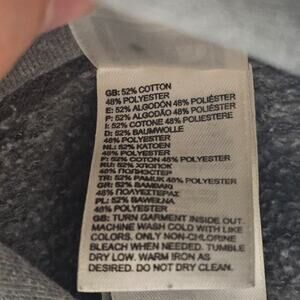 GB: 52% COTTON
48% POLYESTER
E: 52% ALGODÓN 48% POLIÉSTER
P: 52% ALGODÃO 48% POLIÉSTER
I: 52% COTONE 48% POLIESTERE
D: 52% BAUMWOLLE
48% POLYESTER
NL: 52% KATOEN
48% POLYESTER
F: 52% COTON 48% POLYESTER
RU: 52% ХЛОПОК
48% ПОЛИЭСТЕР
TR: 52% PAMUK 48% POLYESTER
GR: 52% ΒΑΜΒΑΚΙ
48% ΠΟΛΥΕΣΤΕΡΑΣ
PL: 52% BAWEŁNA
48% POLYESTER
GB: TURN GARMENT INSIDE OUT.
MACHINE WASH COLD WITH LIKE
COLORS. ONLY NON-CHLORINE
BLEACH WHEN NEEDED. TUMBLE
DRY LOW. WARM IRON AS
DESIRED. DO NOT DRY CLEAN.